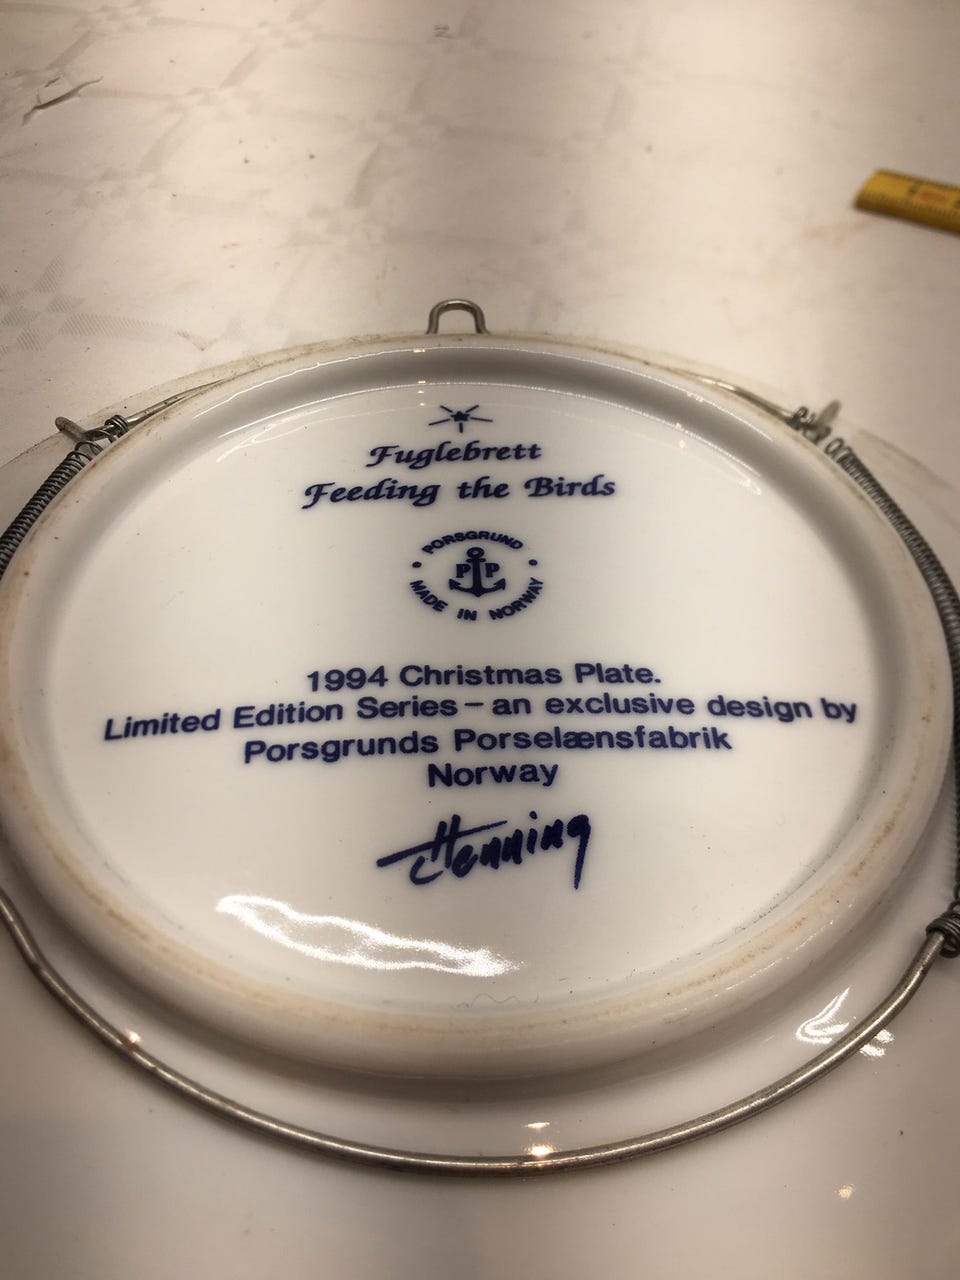 Fuglebrett
Feeding the Birds
PORSGRUND
P P
MADE IN NORWAY
1994 Christmas Plate.
Limited Edition Series – an exclusive design by
Porsgrunds Porselænsfabrik
Norway
Henning